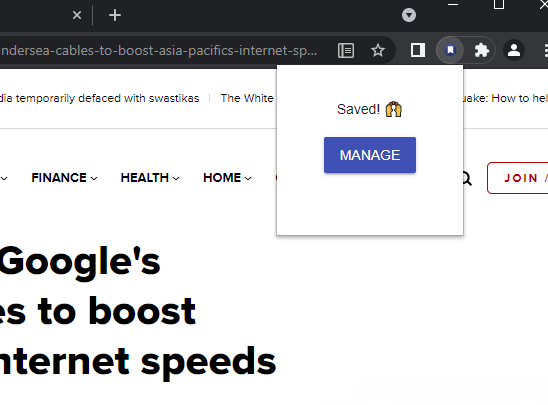 ndersea-cables-to-boost-asia-pacifics-internet-sp...
dia temporarily defaced with swastikas
The White
uake: How to hel
Saved! 🙌
MANAGE
FINANCE
HEALTH
HOME
JOIN /
Google's
es to boost
nternet speeds